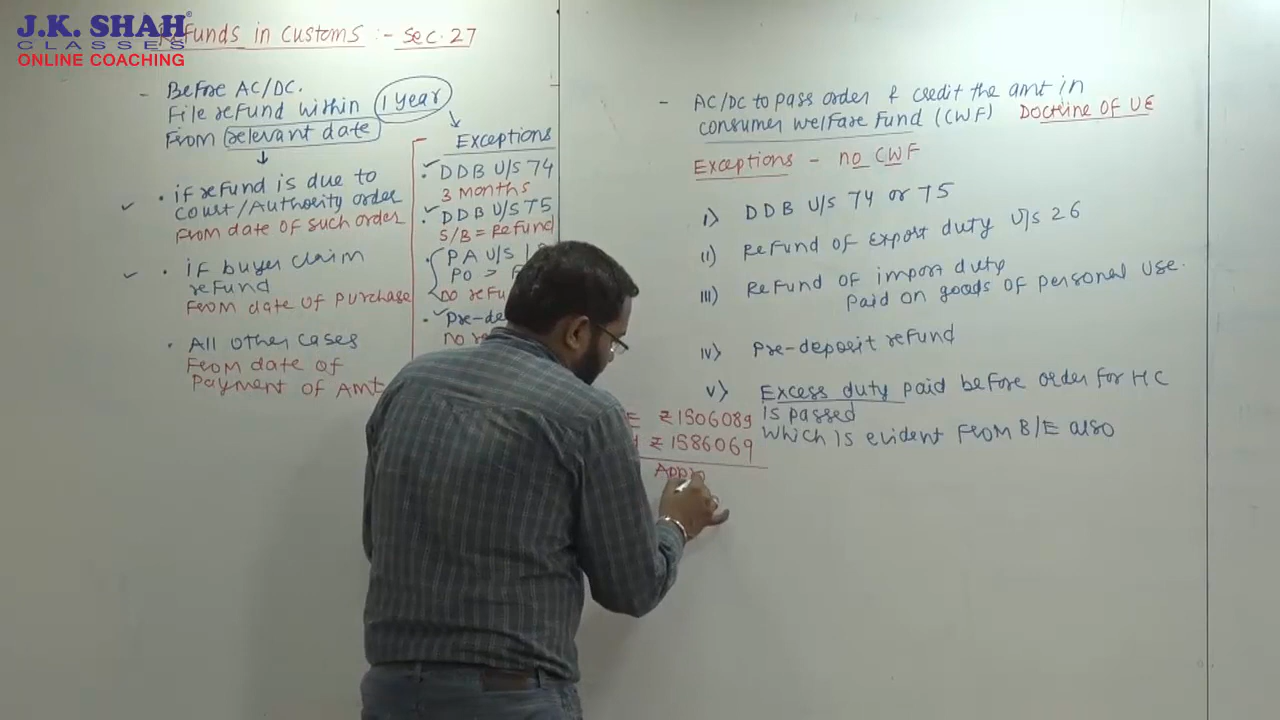 J.K. SHAH®
CLASSES
ONLINE COACHING
Refunds in customs :- Sec. 27
- Before AC/DC.
File refund within 1 year
From relevant date
• if refund is due to
Court/Authority order
From date of such order
• if buyer claim
refund
From date of Purchase
• All other cases
From date of
Payment of Amt
Exceptions
• DDB U/S 74
3 months
• DDB U/S 75
S/B = Refund
• PA U/S
PO >
no
• Pre-de
no
- AC/DC to pass order & credit the amt in
consumer welfare fund (CWF) Doctrine of UE
Exceptions - no CWF
i) DDB U/S 74 or 75
ii) Refund of export duty U/S 26
iii) Refund of import duty
Paid on goods of personal use.
iv) Pre-deposit refund
v) Excess duty paid before order for HC
is passed
which is evident from B/E also
E ₹1506089
₹1586069
Appro